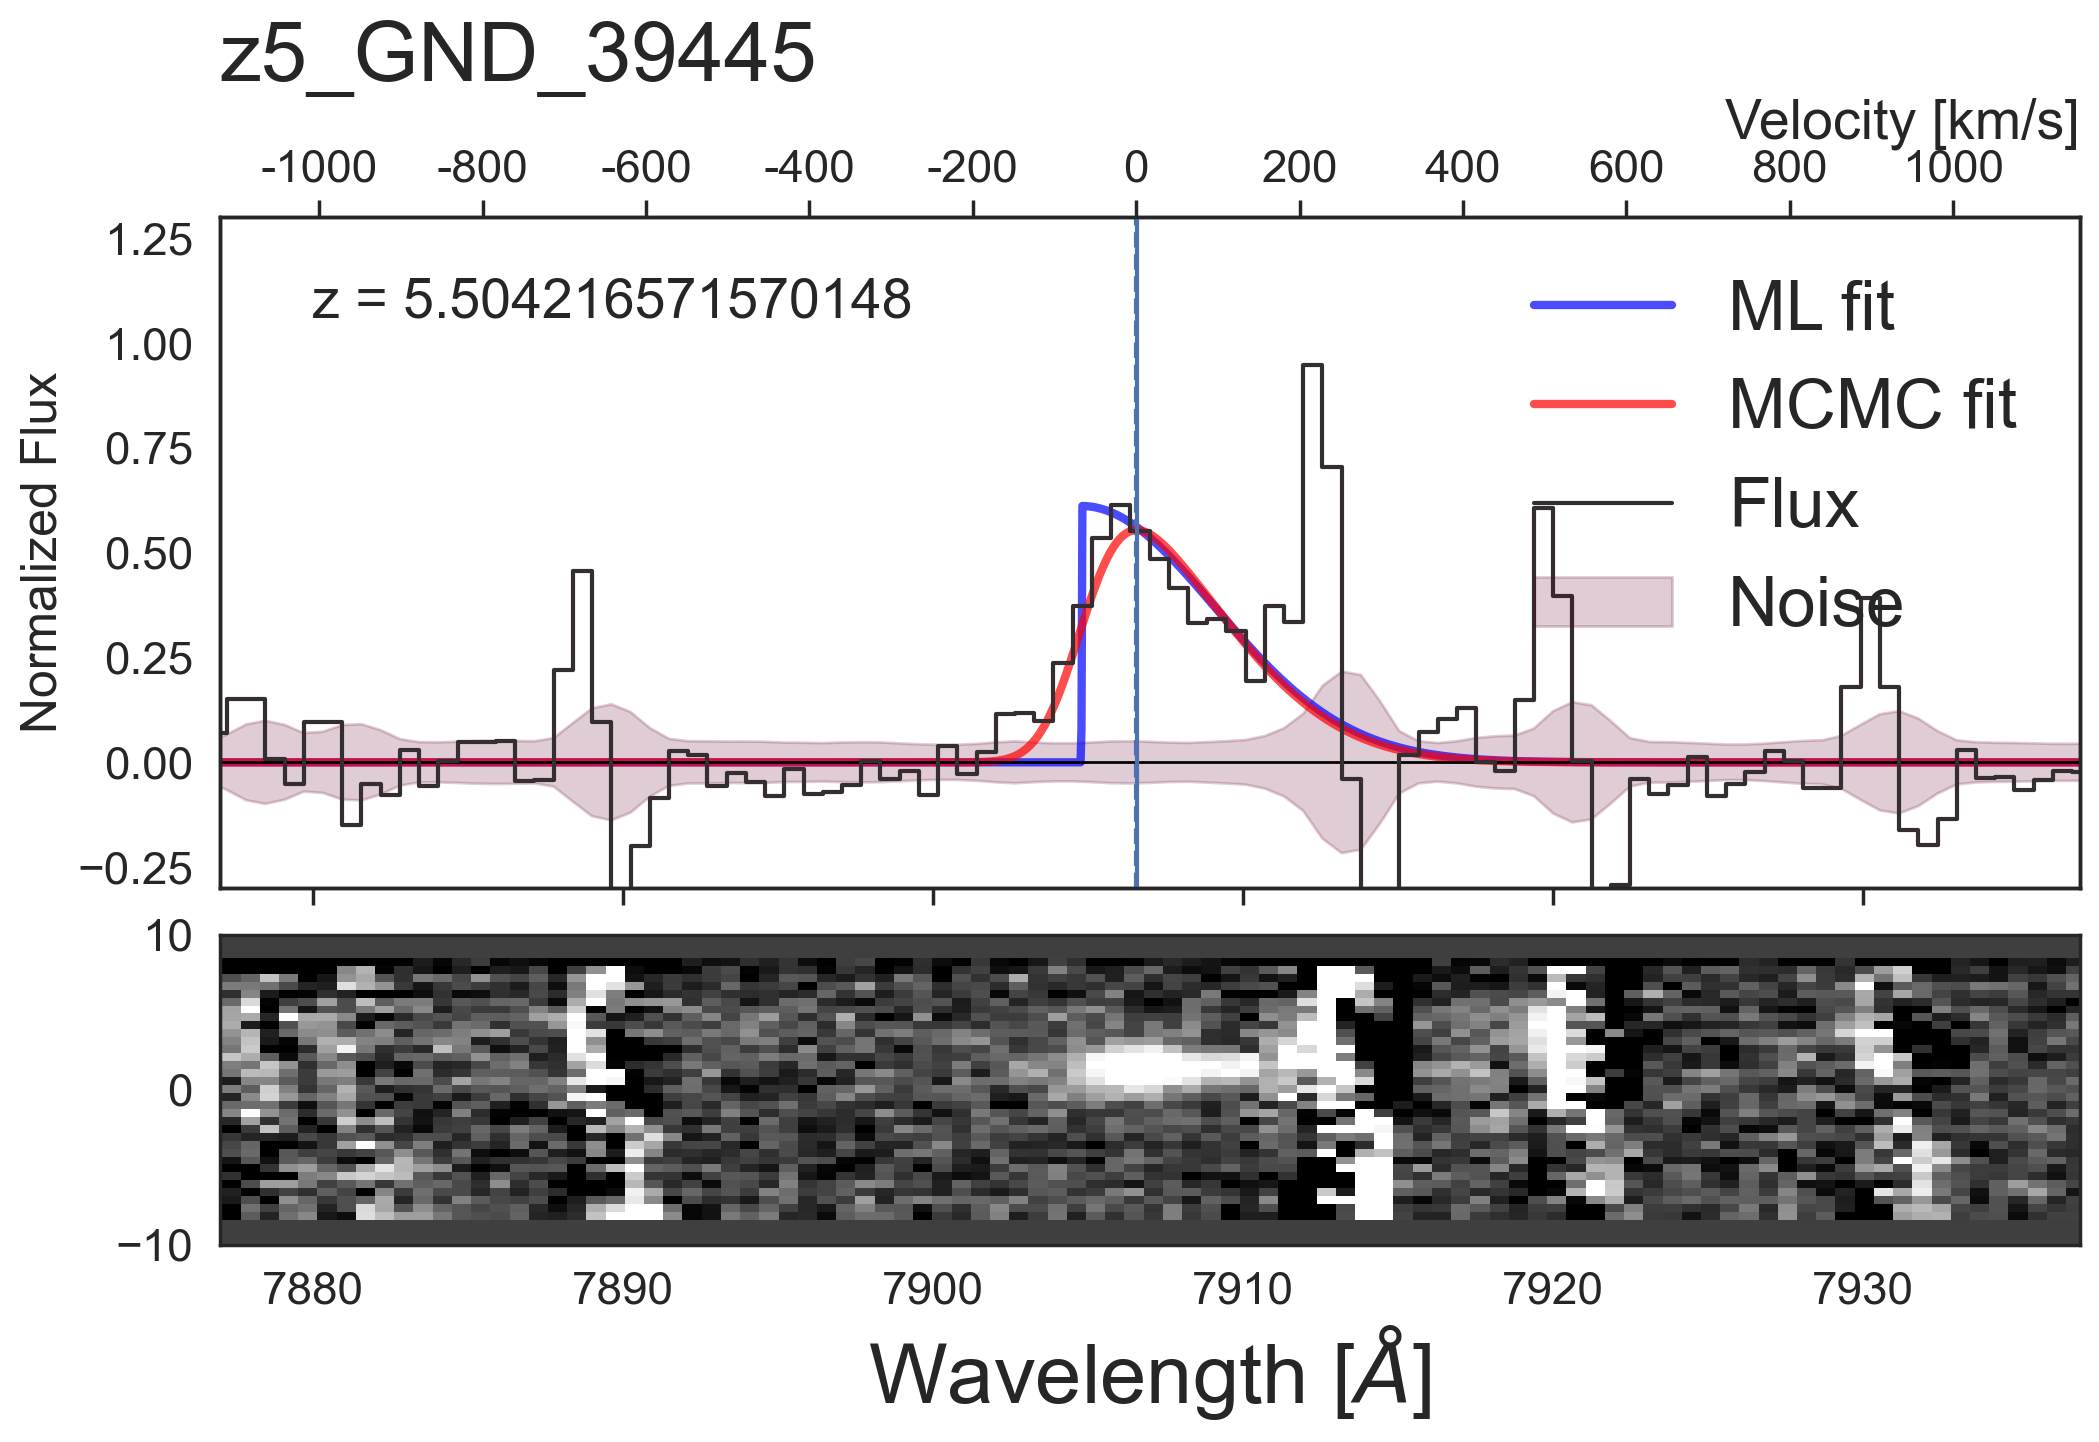 z5_GND_39445
Velocity [km/s]
-1000 -800 -600 -400 -200 0 200 400 600 800 1000
1.25
1.00
0.75
0.50
0.25
0.00
−0.25
Normalized Flux
z = 5.504216571570148
ML fit
MCMC fit
Flux
Noise
10
0
−10
7880 7890 7900 7910 7920 7930
Wavelength [Å]